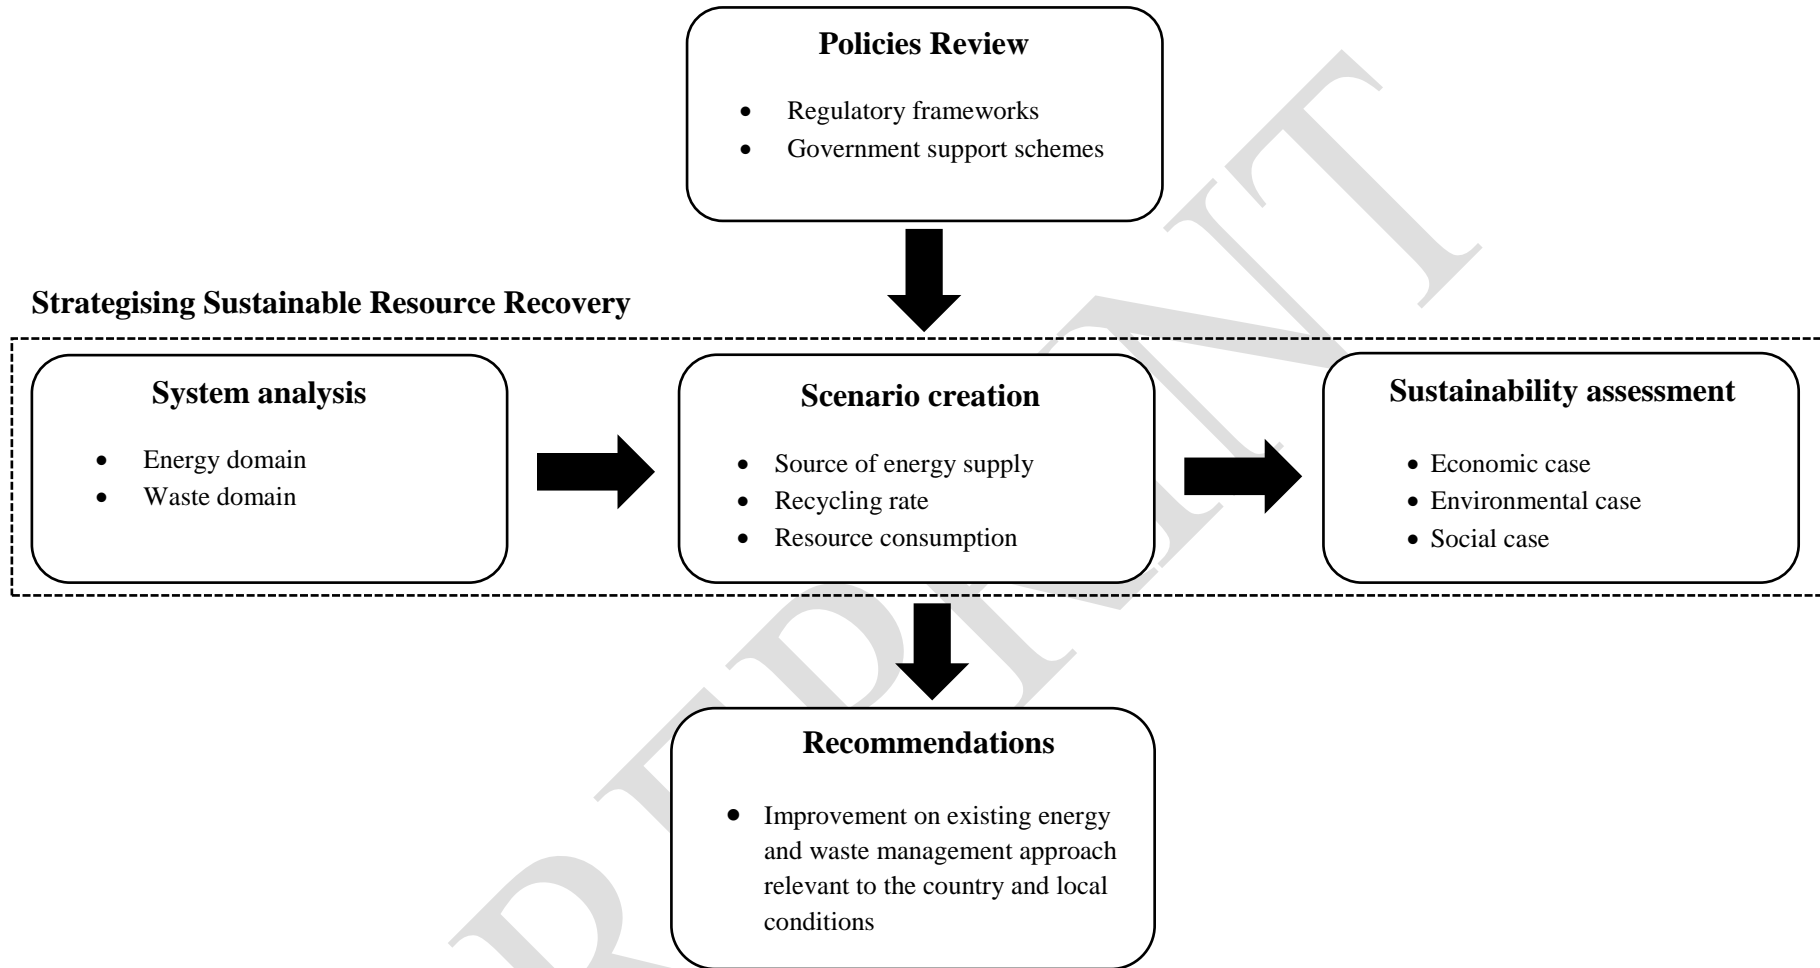 Policies Review
• Regulatory frameworks
• Government support schemes
Strategising Sustainable Resource Recovery
System analysis
• Energy domain
• Waste domain
Scenario creation
• Source of energy supply
• Recycling rate
• Resource consumption
Sustainability assessment
• Economic case
• Environmental case
• Social case
Recommendations
• Improvement on existing energy
and waste management approach
relevant to the country and local
conditions